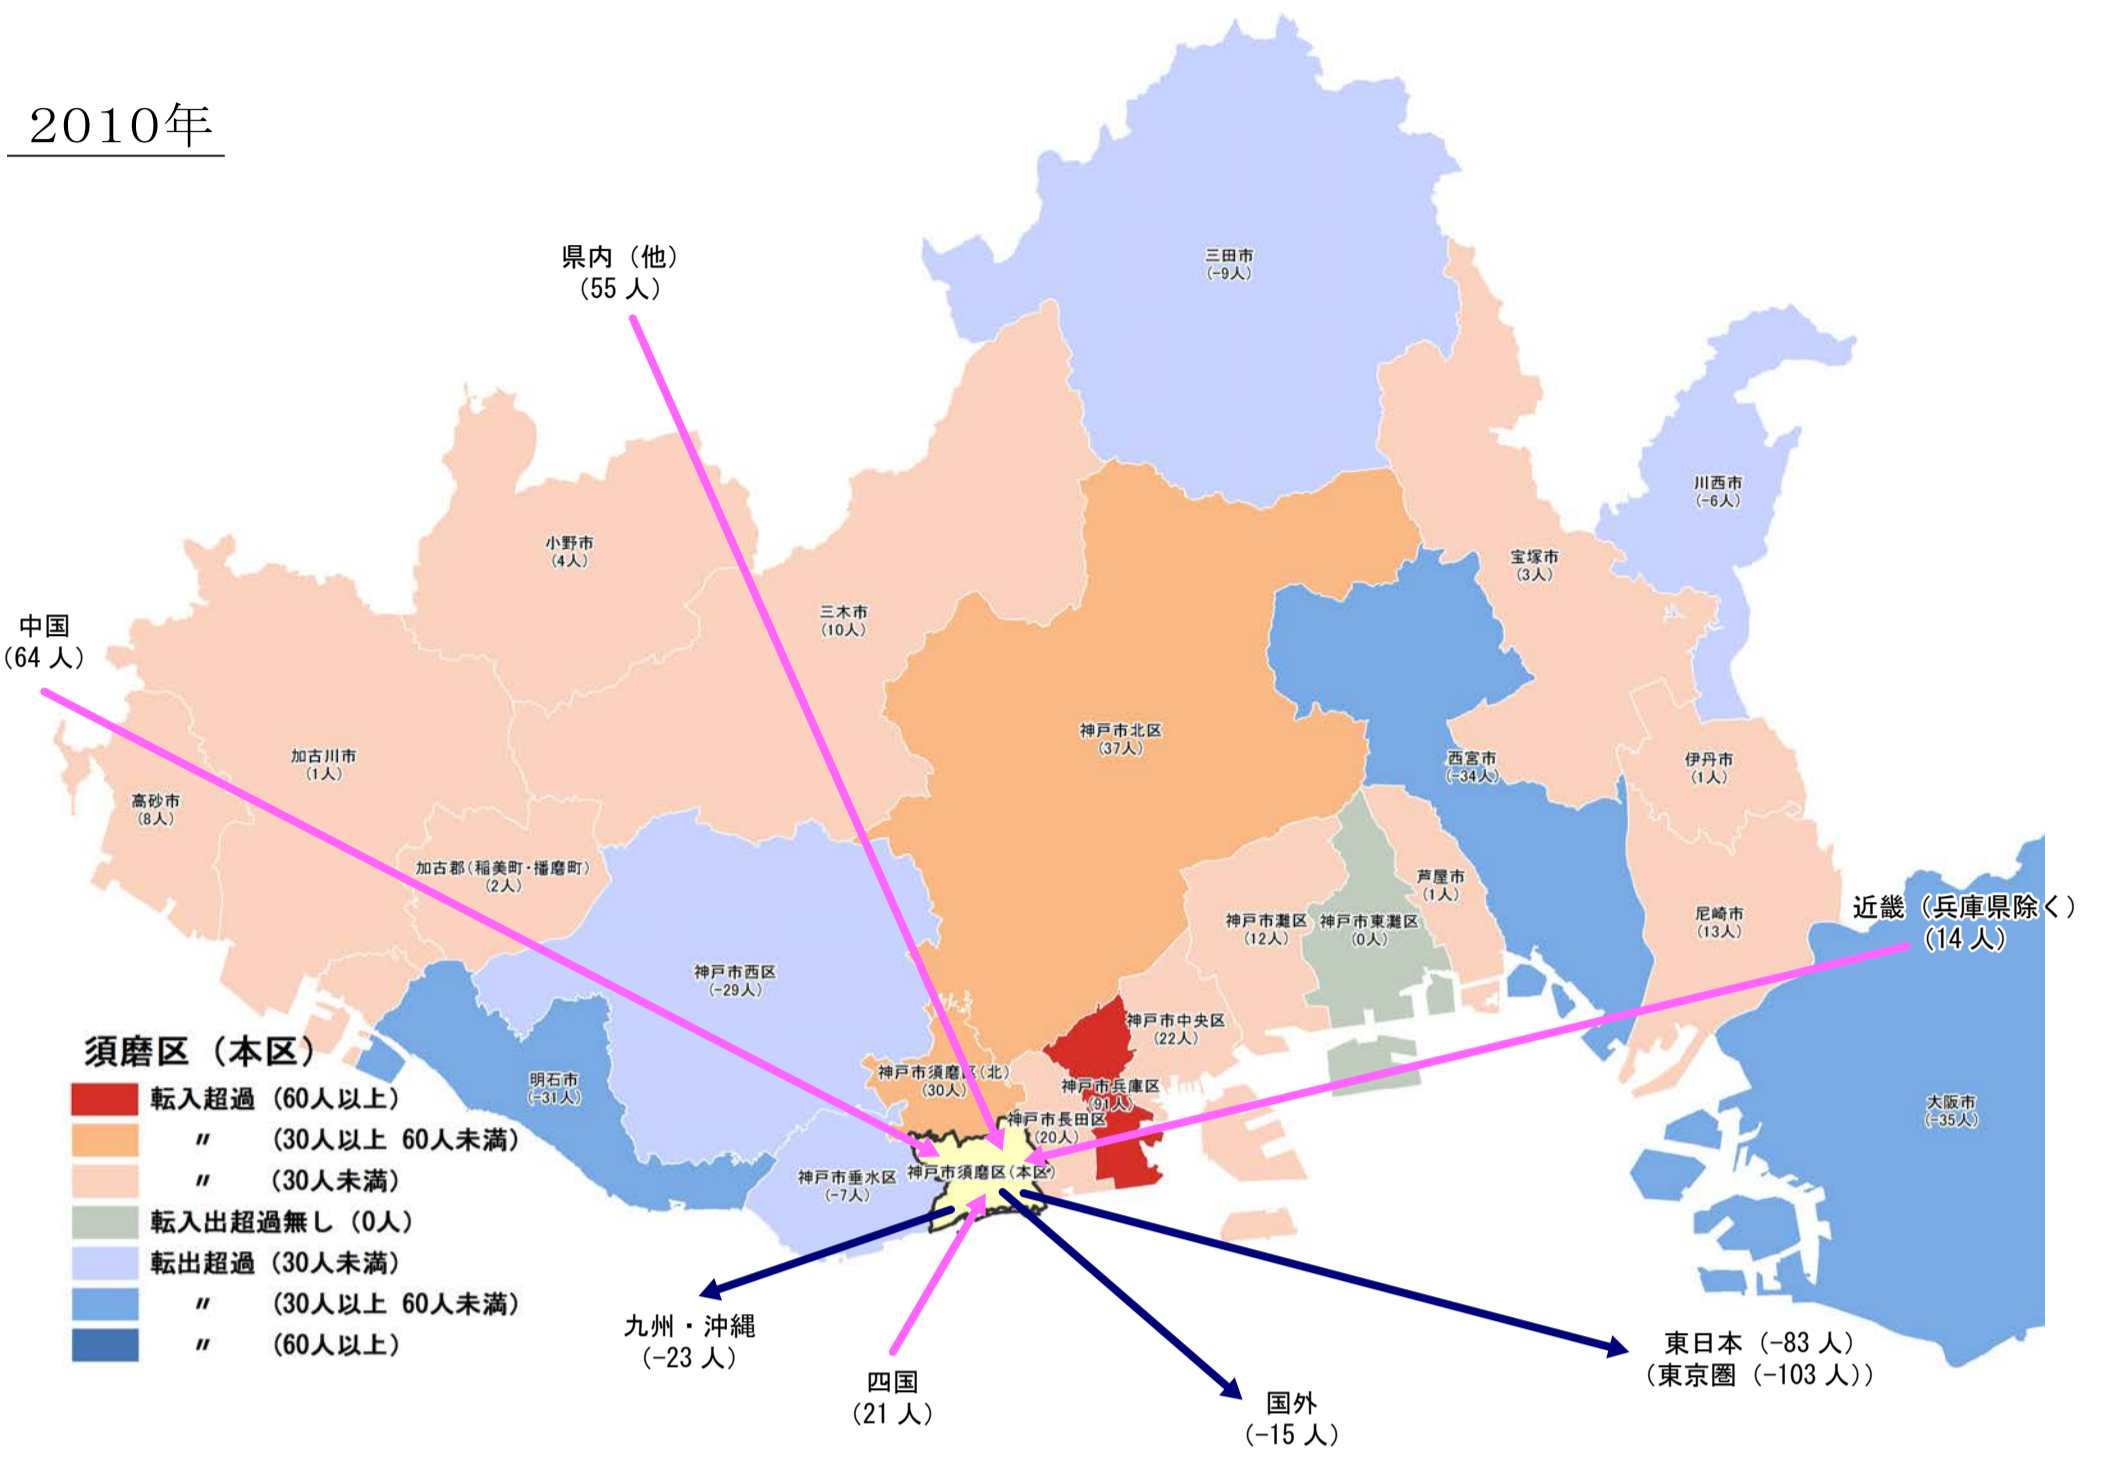 2010年
県内（他）
（55 人）
三田市
(-9人)
川西市
(-6人)
小野市
(4人)
宝塚市
(3人)
三木市
(10人)
中国
（64 人）
神戸市北区
(37人)
加古川市
(1人)
西宮市
(-34人)
伊丹市
(1人)
高砂市
(8人)
加古郡(稲美町・播磨町)
(2人)
芦屋市
(1人)
神戸市灘区
(12人)
神戸市東灘区
(0人)
尼崎市
(13人)
近畿（兵庫県除く）
（14 人）
神戸市西区
(-29人)
神戸市中央区
(22人)
明石市
(-31人)
神戸市須磨区(北)
(30人)
神戸市兵庫区
(91人)
大阪市
(-35人)
神戸市長田区
(20人)
神戸市垂水区
(-7人)
神戸市須磨区(本区)
須磨区（本区）
転入超過（60人以上）
〃 （30人以上 60人未満）
〃 （30人未満）
転入出超過無し（0人）
転出超過（30人未満）
〃 （30人以上 60人未満）
〃 （60人以上）
九州・沖縄
（-23 人）
四国
（21 人）
国外
（-15 人）
東日本（-83 人）
（東京圏（-103 人））